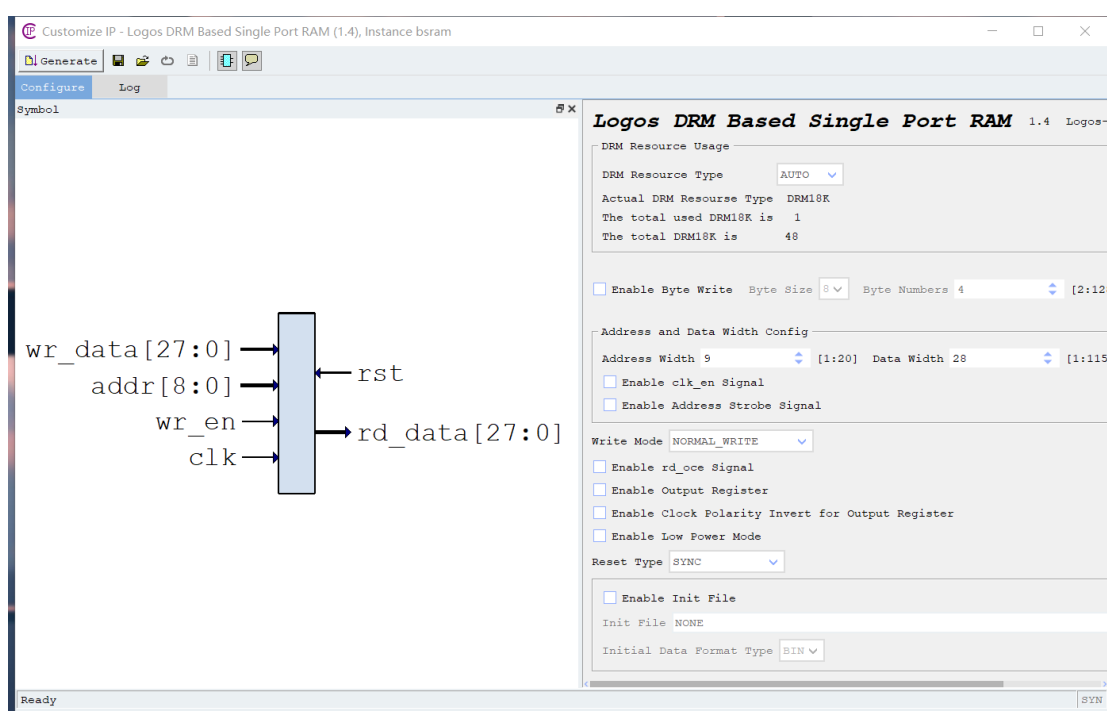 Customize IP - Logos DRM Based Single Port RAM (1.4), Instance bsram
Generate
Configure Log
Symbol
wr_data[27:0]
addr[8:0]
wr_en
clk
rst
rd_data[27:0]
Logos DRM Based Single Port RAM 1.4 Logos-
DRM Resource Usage
DRM Resource Type AUTO
Actual DRM Resourse Type DRM18K
The total used DRM18K is 1
The total DRM18K is 48
Enable Byte Write Byte Size 8 Byte Numbers 4 [2:128
Address and Data Width Config
Address Width 9 [1:20] Data Width 28 [1:115
Enable clk_en Signal
Enable Address Strobe Signal
Write Mode NORMAL_WRITE
Enable rd_oce Signal
Enable Output Register
Enable Clock Polarity Invert for Output Register
Enable Low Power Mode
Reset Type SYNC
Enable Init File
Init File NONE
Initial Data Format Type BIN
Ready SYN